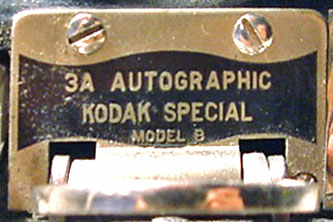 3A AUTOGRAPHIC
KODAK SPECIAL
MODEL B